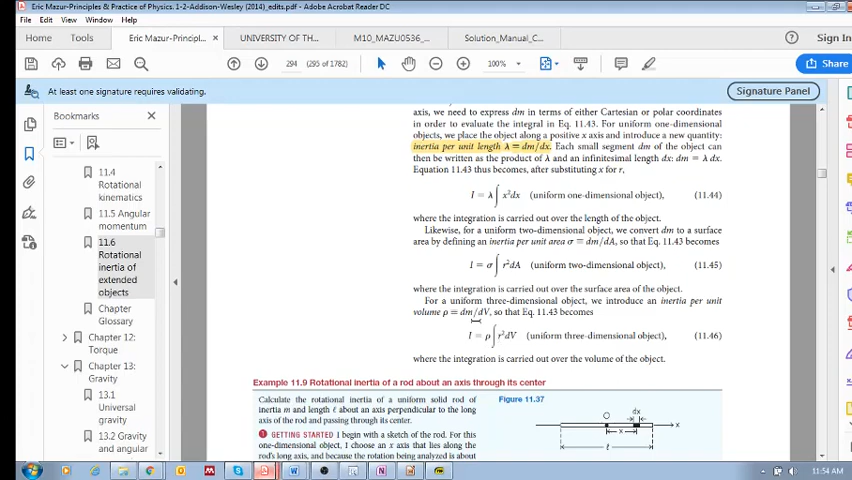 Eric Mazur-Principles & Practice of Physics. 1-2-Addison-Wesley (2014)_edits.pdf - Adobe Acrobat Reader DC
File Edit View Window Help
Home Tools Eric Mazur-Principl... × UNIVERSITY OF TH... M10_MAZU0536_... Solution_Manual_C... Sign In
294 (295 of 1782) 100% Share
At least one signature requires validating. Signature Panel
Bookmarks ×
11.4
Rotational
kinematics
11.5 Angular
momentum
11.6
Rotational
inertia of
extended
objects
Chapter
Glossary
Chapter 12:
Torque
Chapter 13:
Gravity
13.1
Universal
gravity
13.2 Gravity
and angular
axis, we need to express dm in terms of either Cartesian or polar coordinates
in order to evaluate the integral in Eq. 11.43. For uniform one-dimensional
objects, we place the object along a positive x axis and introduce a new quantity:
inertia per unit length λ ≡ dm/dx. Each small segment dm of the object can
then be written as the product of λ and an infinitesimal length dx: dm = λ dx.
Equation 11.43 thus becomes, after substituting x for r,
I = λ ∫ x²dx (uniform one-dimensional object), (11.44)
where the integration is carried out over the length of the object.
Likewise, for a uniform two-dimensional object, we convert dm to a surface
area by defining an inertia per unit area σ ≡ dm/dA, so that Eq. 11.43 becomes
I = σ ∫ r²dA (uniform two-dimensional object), (11.45)
where the integration is carried out over the surface area of the object.
For a uniform three-dimensional object, we introduce an inertia per unit
volume ρ ≡ dm/dV, so that Eq. 11.43 becomes
I = ρ ∫ r²dV (uniform three-dimensional object), (11.46)
where the integration is carried out over the volume of the object.
Example 11.9 Rotational inertia of a rod about an axis through its center
Calculate the rotational inertia of a uniform solid rod of
inertia m and length ℓ about an axis perpendicular to the long
axis of the rod and passing through its center.
1 GETTING STARTED I begin with a sketch of the rod. For this
one-dimensional object, I choose an x axis that lies along the
rod's long axis, and because the rotation being analyzed is about
Figure 11.37
dx
x
x
ℓ
11:54 AM